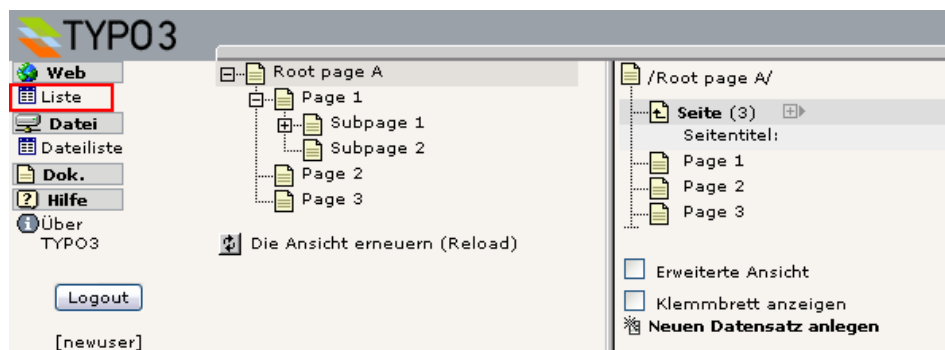 TYPO3
Web
Liste
Datei
Dateiliste
Dok.
Hilfe
Über
TYPO3
Logout
[newuser]
Root page A
Page 1
Subpage 1
Subpage 2
Page 2
Page 3
Die Ansicht erneuern (Reload)
/Root page A/
Seite (3)
Seitentitel:
Page 1
Page 2
Page 3
Erweiterte Ansicht
Klemmbrett anzeigen
Neuen Datensatz anlegen